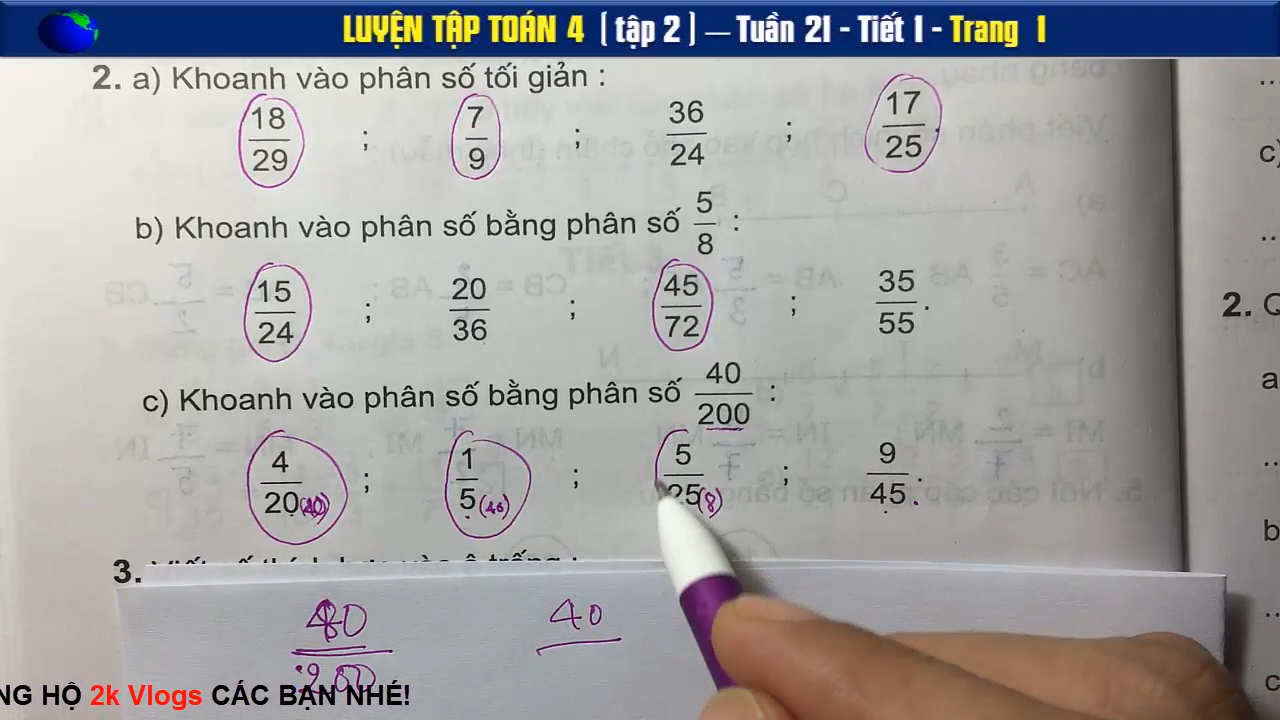 LUYỆN TẬP TOÁN 4 ( tập 2 ) – Tuần 21 - Tiết 1 - Trang 1
2. a) Khoanh vào phân số tối giản :
18/29 ; 7/9 ; 36/24 ; 17/25.
b) Khoanh vào phân số bằng phân số 5/8 :
15/24 ; 20/36 ; 45/72 ; 35/55.
c) Khoanh vào phân số bằng phân số 40/200 :
4/20 ; 1/5 ; 5/25 (8) ; 9/45.
3.
40/200 40
NG HỘ 2k Vlogs CÁC BẠN NHÉ!
2.
c)
a
b
c